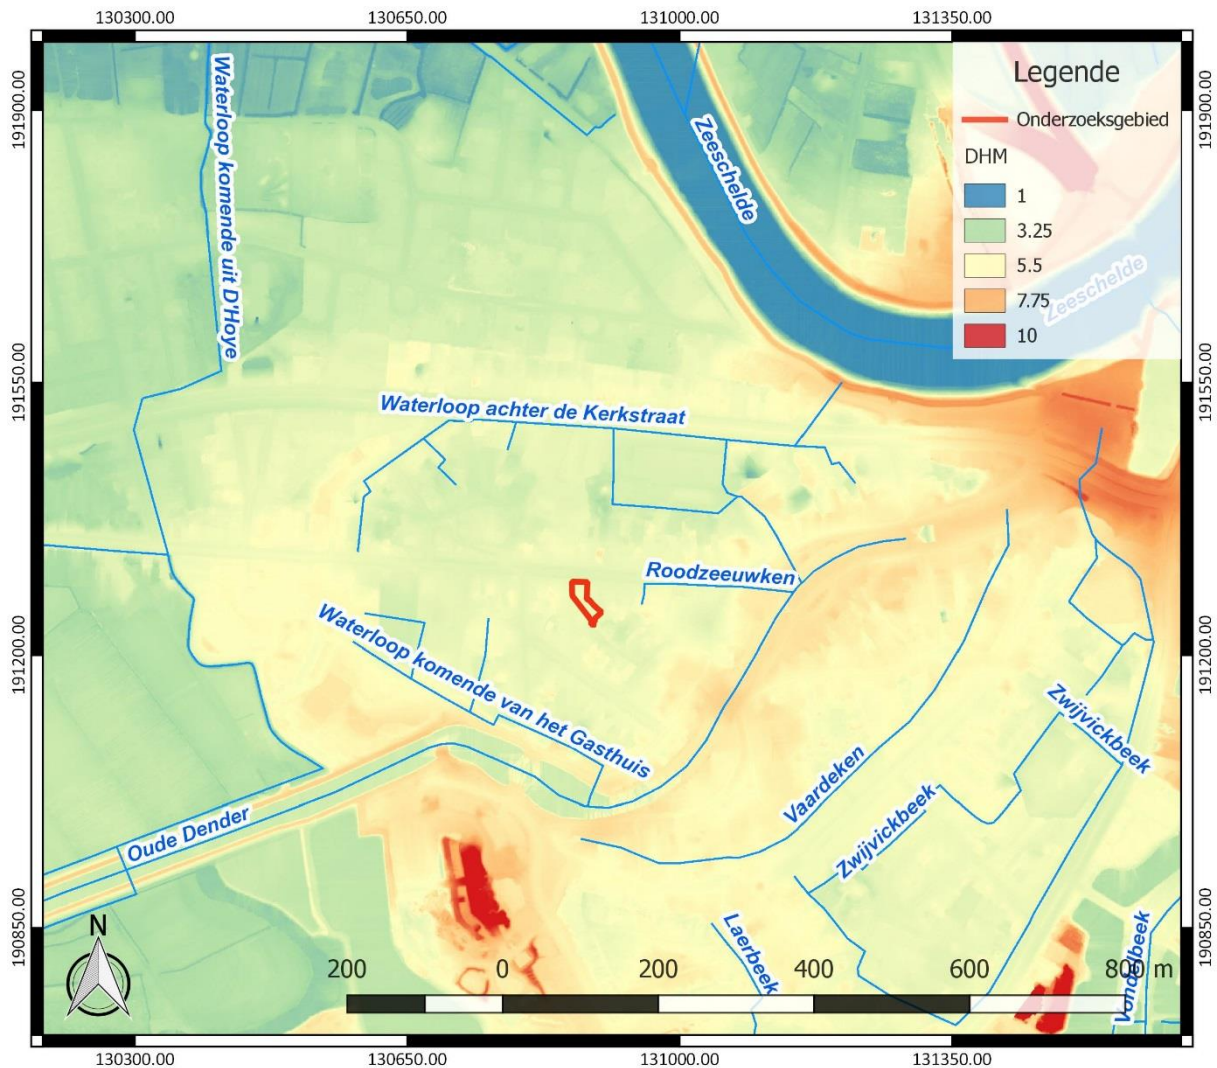 130300.00 130650.00 131000.00 131350.00
191900.00
191550.00
191200.00
190850.00
Waterloop komende uit D'Hoye
Zeeschelde
Legende
Onderzoeksgebied
DHM
1
3.25
5.5
7.75
10
Zeeschelde
Waterloop achter de Kerkstraat
Roodzeeuwken
Waterloop komende van het Gasthuis
Zwijvickbeek
Vaardeken
Oude Dender
Zwijvickbeek
Laerbeek
Vondelbeek
N
200 0 200 400 600 800 m
191900.00
191550.00
191200.00
190850.00
130300.00 130650.00 131000.00 131350.00